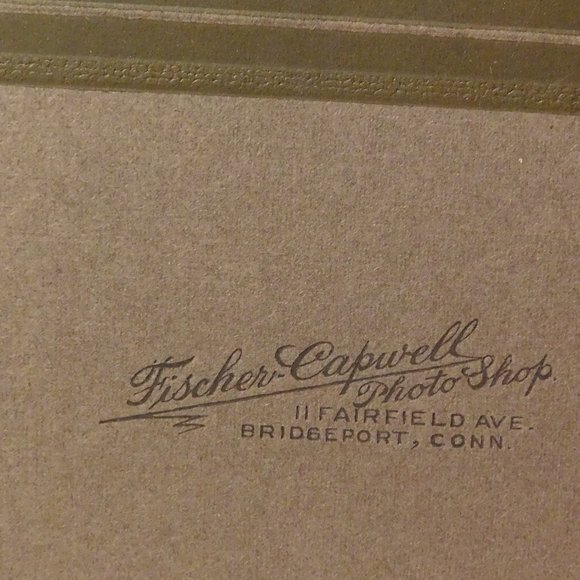 Fischer-Capwell
Photo Shop.
11 FAIRFIELD AVE.
BRIDGEPORT, CONN.